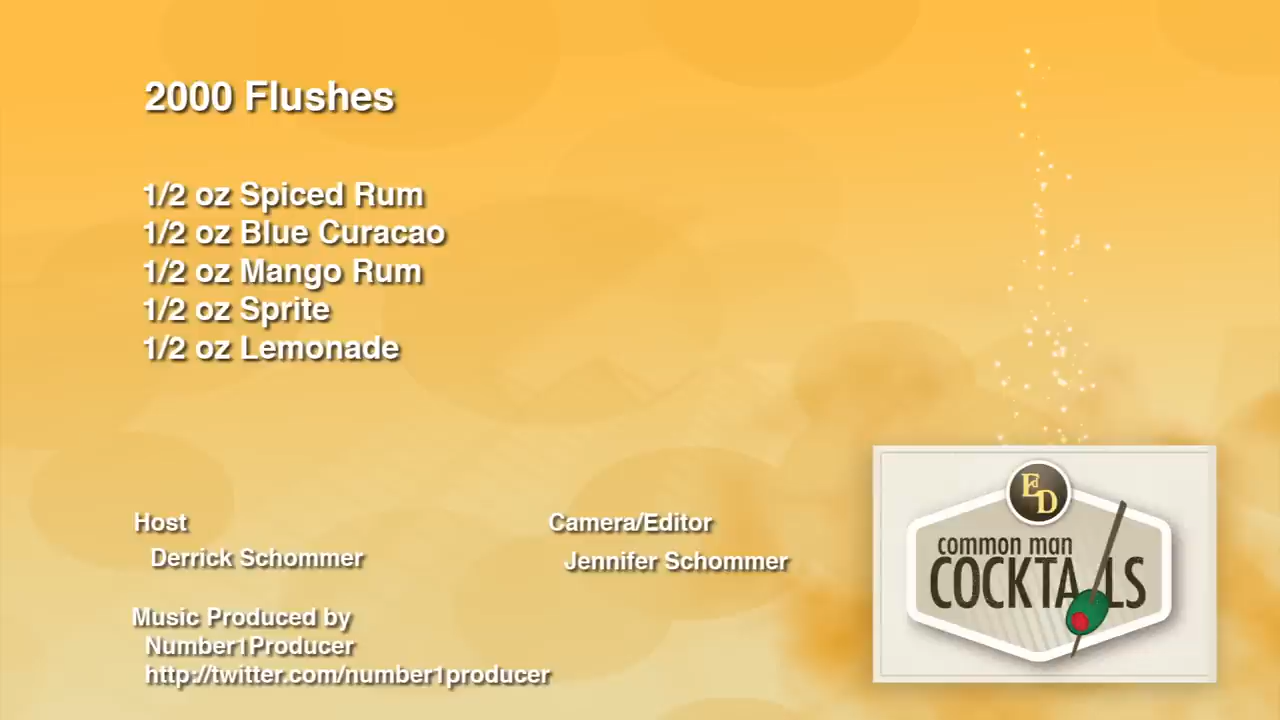 2000 Flushes
1/2 oz Spiced Rum
1/2 oz Blue Curacao
1/2 oz Mango Rum
1/2 oz Sprite
1/2 oz Lemonade
Host
Derrick Schommer
Camera/Editor
Jennifer Schommer
Music Produced by
Number1Producer
http://twitter.com/number1producer
Ed
common man
COCKTAILS